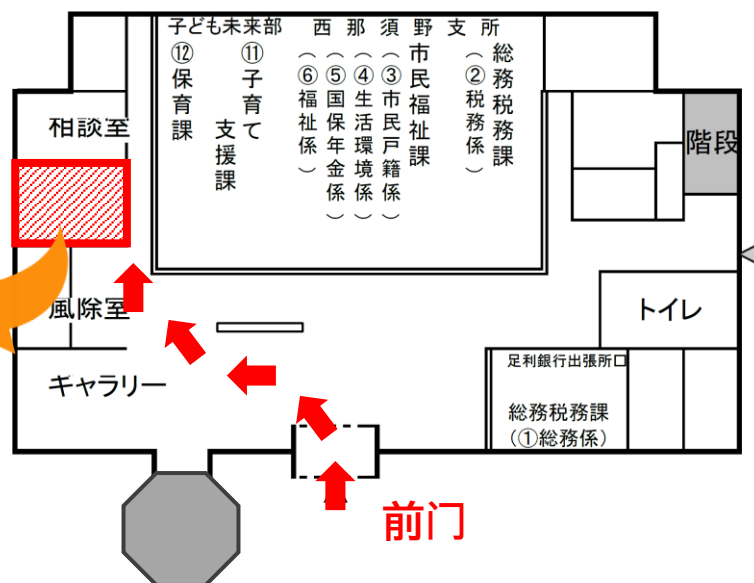 子ども未来部
⑫保育課
⑪子育て
支援課
西那須野支所
総務税務課
（②税務係）
市民福祉課
（③市民戸籍係）
（④生活環境係）
（⑤国保年金係）
（⑥福祉係）
相談室
階段
風除室
トイレ
ギャラリー
足利銀行出張所
総務税務課
（①総務係）
前门